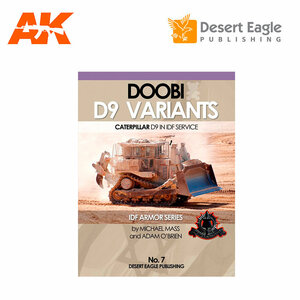 AK
Desert Eagle
PUBLISHING
DOOBI
D9 VARIANTS
CATERPILLAR D9 IN IDF SERVICE
IDF ARMOR SERIES
by MICHAEL MASS
and ADAM O'BRIEN
No. 7
DESERT EAGLE PUBLISHING